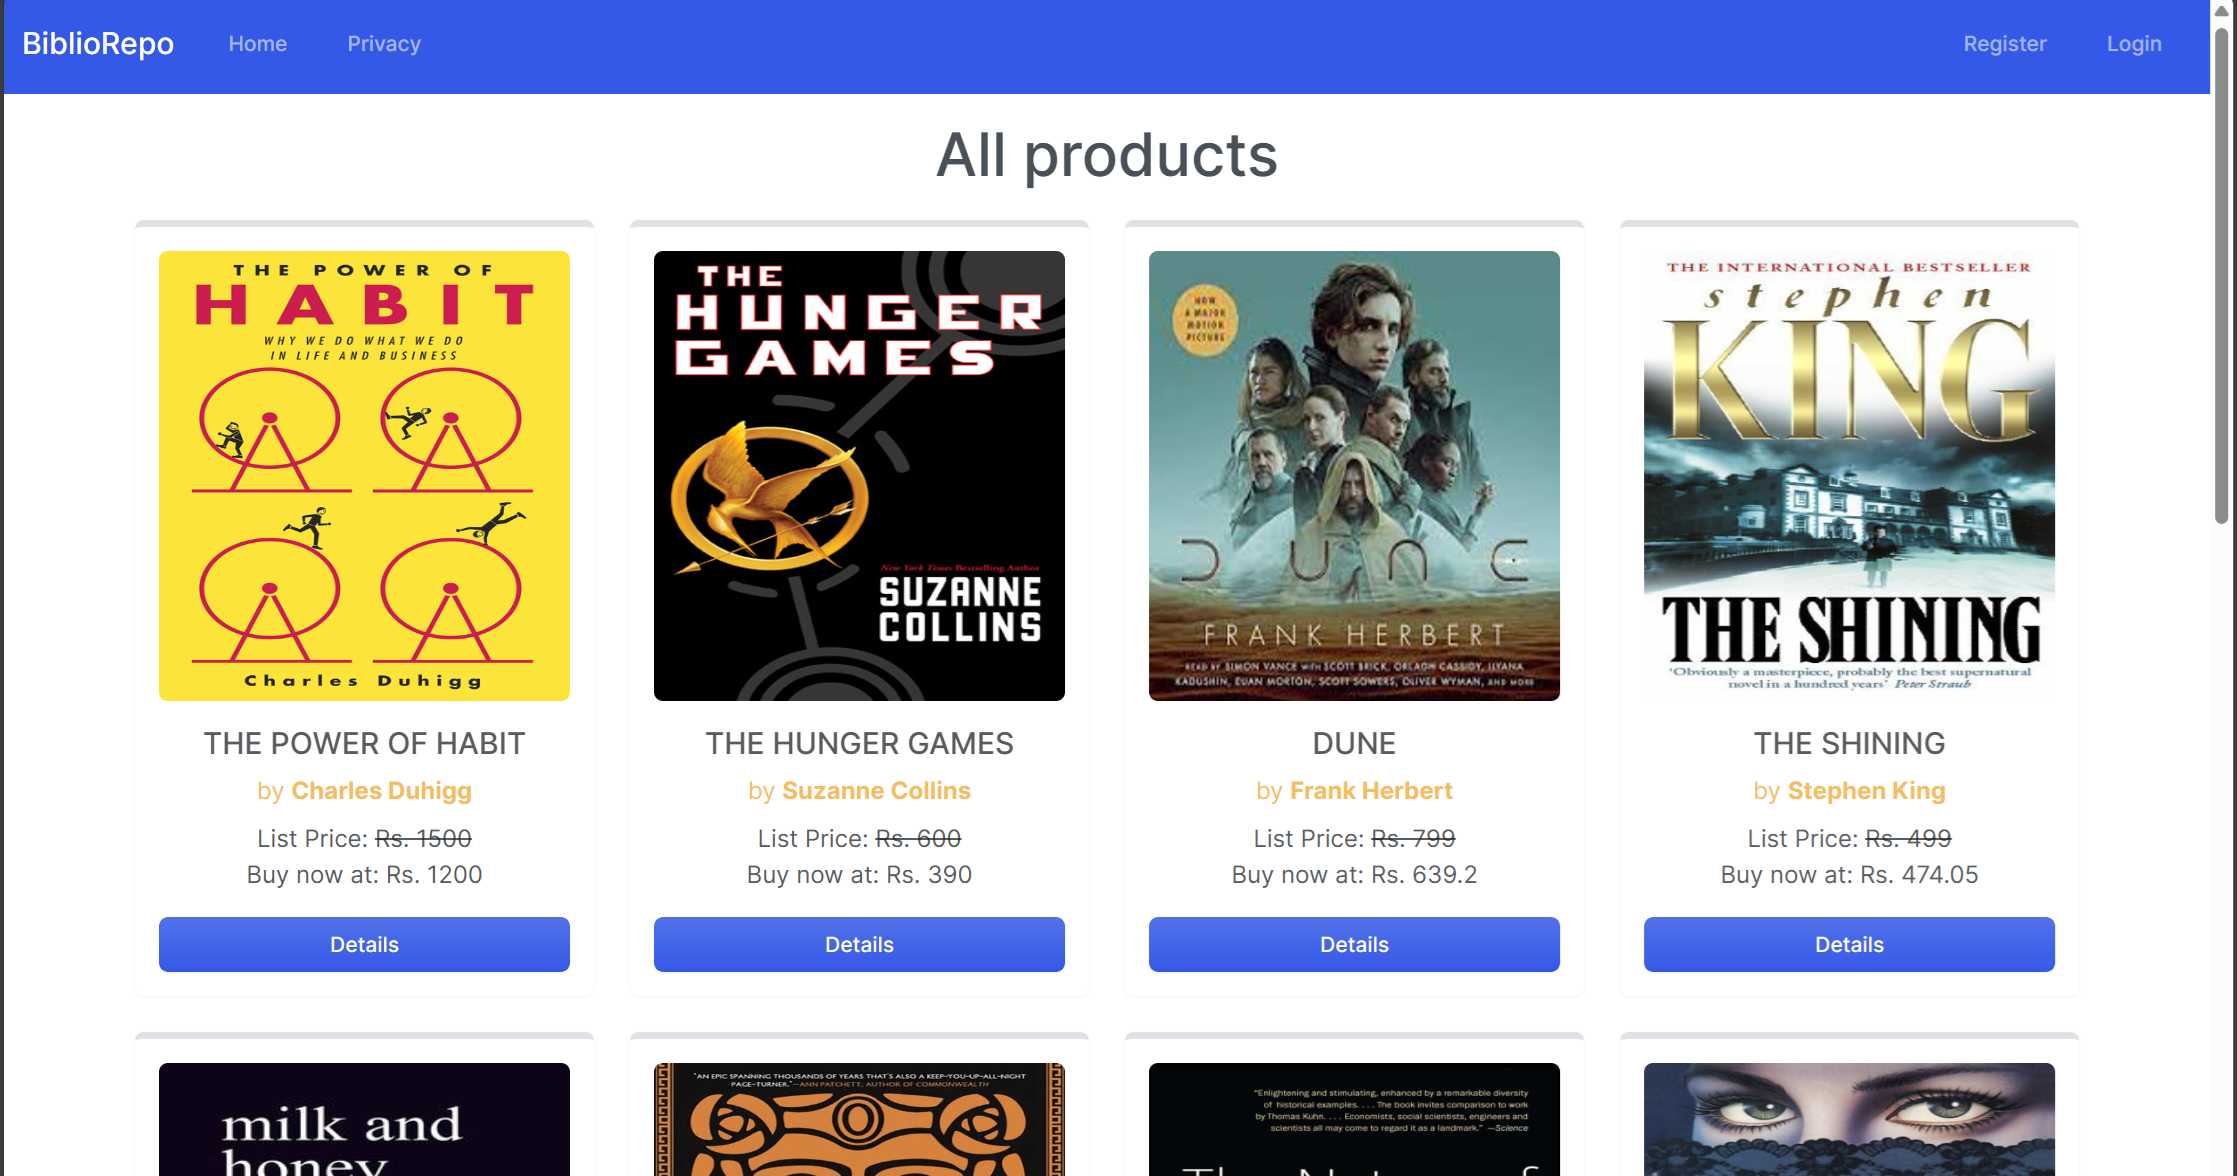 BiblioRepo Home Privacy Register Login
All products
THE POWER OF
HABIT
WHY WE DO WHAT WE DO
IN LIFE AND BUSINESS
Charles Duhigg
THE POWER OF HABIT
by Charles Duhigg
List Price: Rs. 1500
Buy now at: Rs. 1200
Details
THE
HUNGER
GAMES
New York Times Bestselling Author
SUZANNE
COLLINS
THE HUNGER GAMES
by Suzanne Collins
List Price: Rs. 600
Buy now at: Rs. 390
Details
NOW
A MAJOR
MOTION
PICTURE
DUNE
FRANK HERBERT
READ BY SIMON VANCE WITH SCOTT BRICK, ORLAGH CASSIDY, ILYANA
KADUSHIN, EUAN MORTON, SCOTT SOWERS, OLIVER WYMAN, AND MORE
DUNE
by Frank Herbert
List Price: Rs. 799
Buy now at: Rs. 639.2
Details
THE INTERNATIONAL BESTSELLER
stephen
KING
THE SHINING
'Obviously a masterpiece, probably the best supernatural
novel in a hundred years' Peter Straub
THE SHINING
by Stephen King
List Price: Rs. 499
Buy now at: Rs. 474.05
Details
milk and
honey
"AN EPIC SPANNING THOUSANDS OF YEARS THAT'S ALSO A KEEP-YOU-UP-ALL-NIGHT
PAGE-TURNER."—ANN PATCHETT, AUTHOR OF COMMONWEALTH
"Enlightening and stimulating, enhanced by a remarkable diversity
of historical examples. . . . The book invites comparison to work
by Thomas Kuhn. . . . Economists, social scientists, engineers and
scientists all may come to regard it as a landmark." —Science
The Nature of